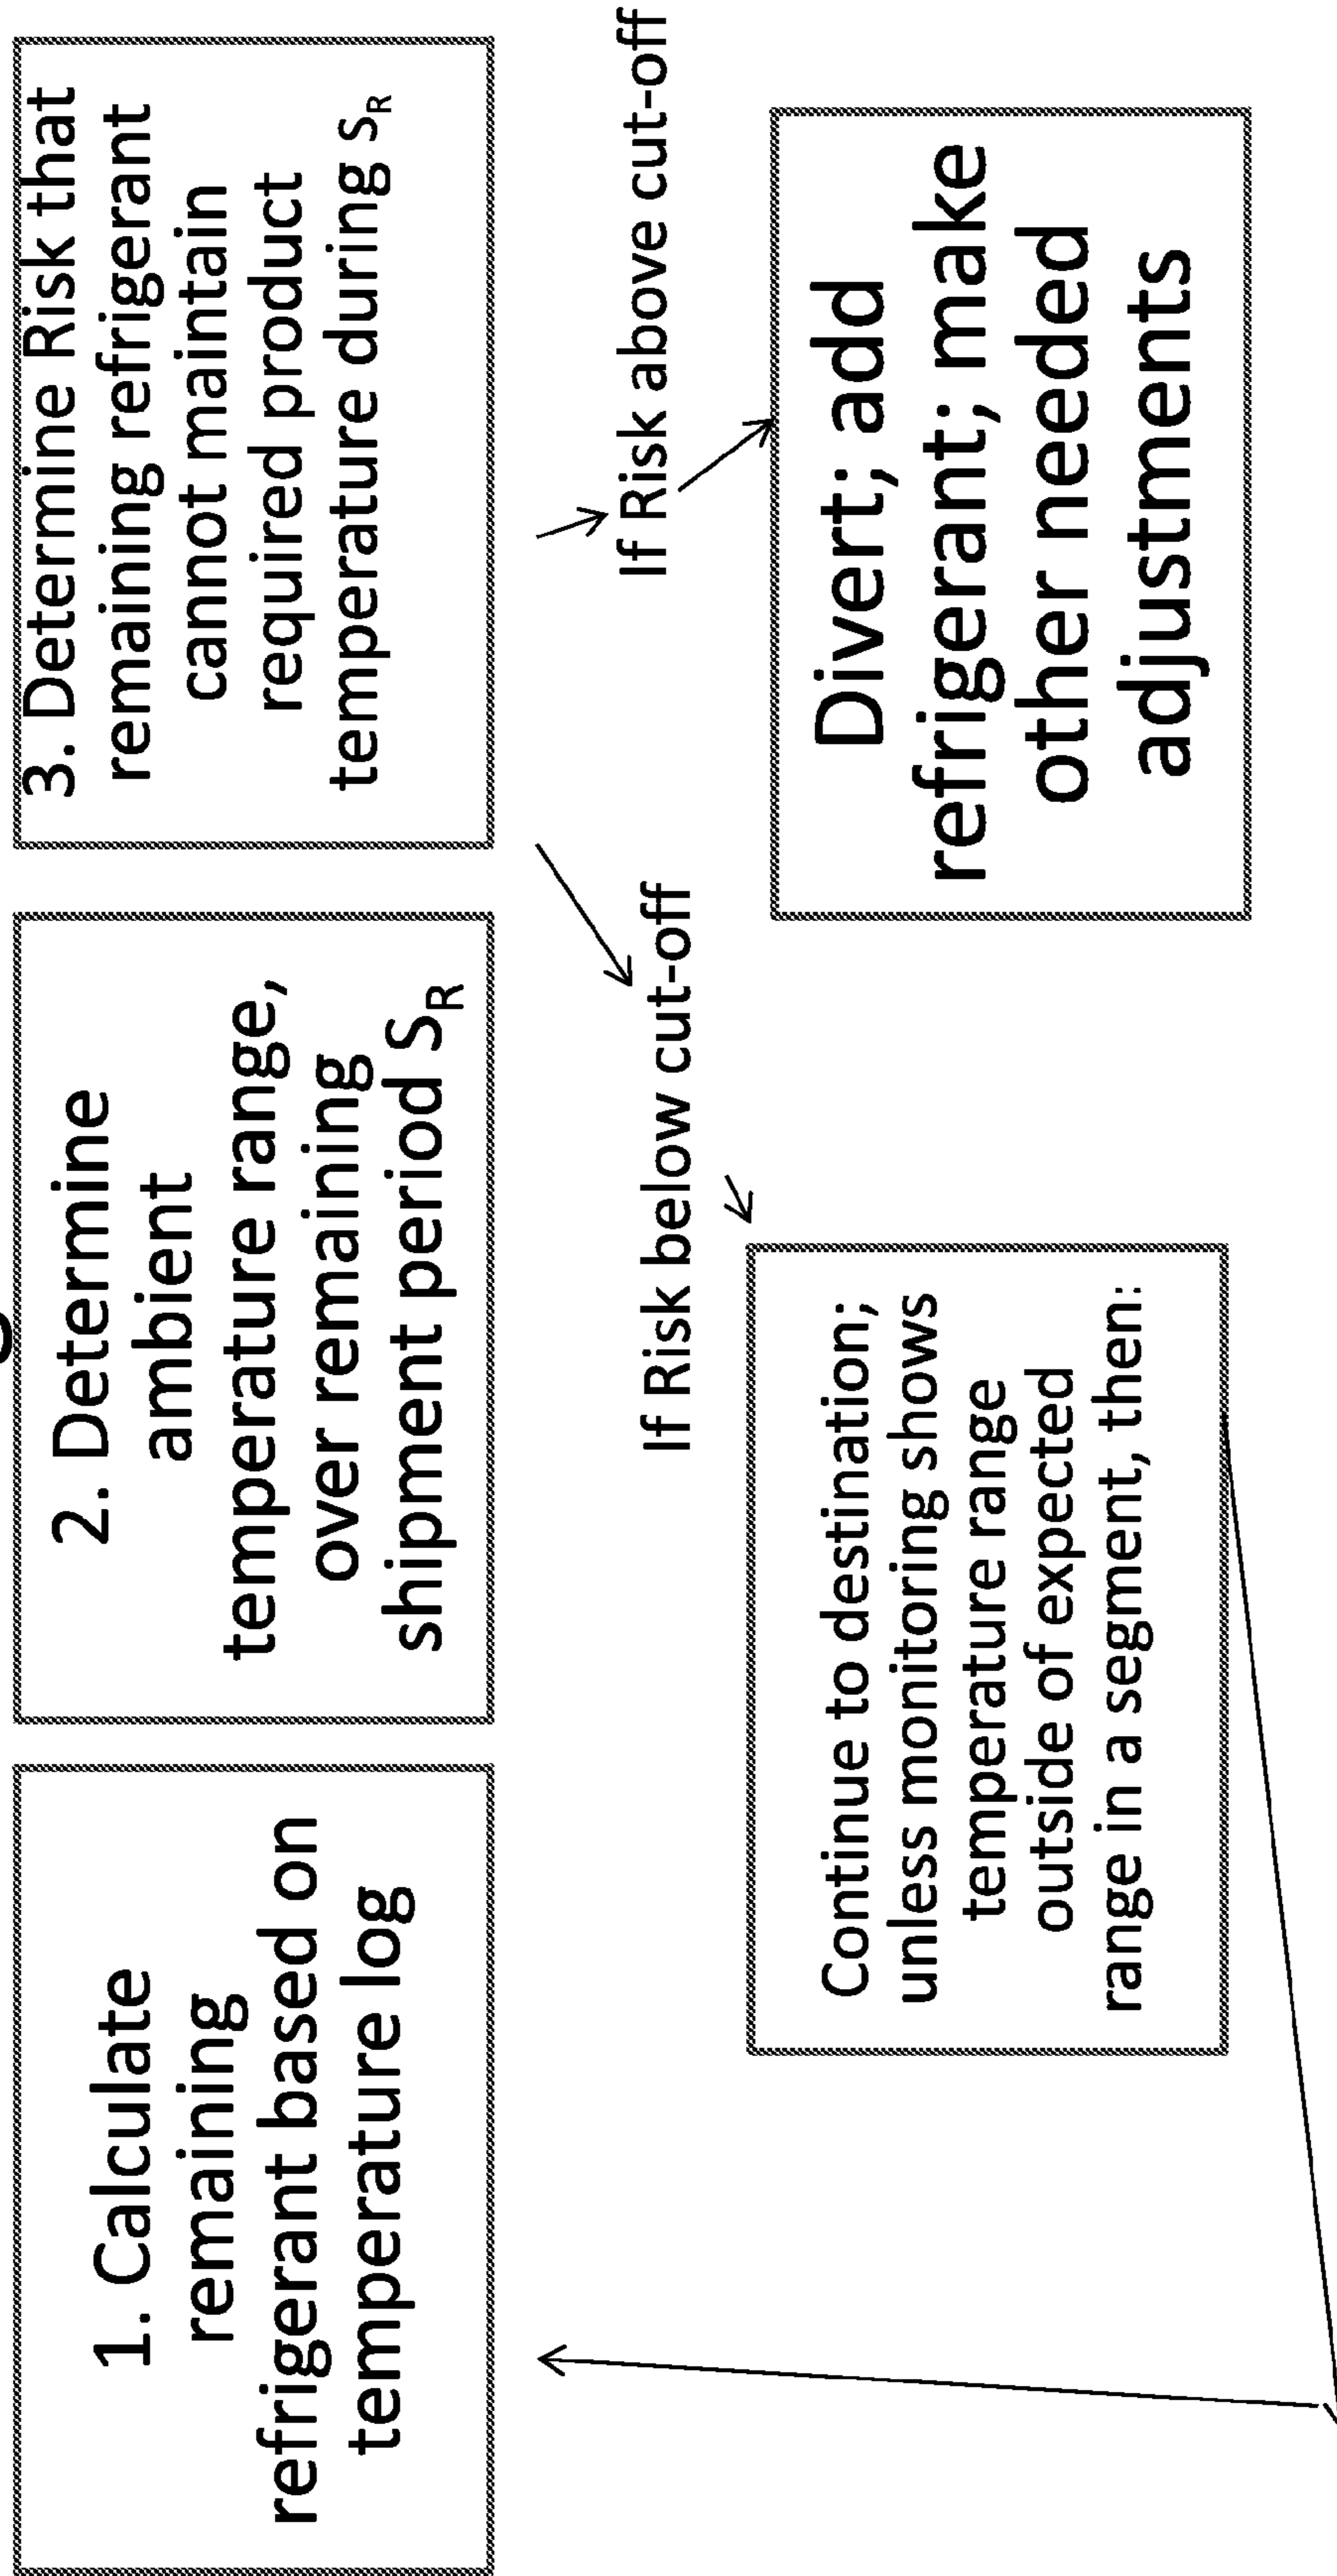 1. Calculate
remaining
refrigerant based on
temperature log
2. Determine
ambient
temperature range,
over remaining
shipment period S_R
3. Determine Risk that
remaining refrigerant
cannot maintain
required product
temperature during s_R
If Risk below cut-off
If Risk above cut-off
Continue to destination;
unless monitoring shows
temperature range
outside of expected
range in a segment, then:
Divert; add
refrigerant; make
other needed
adjustments